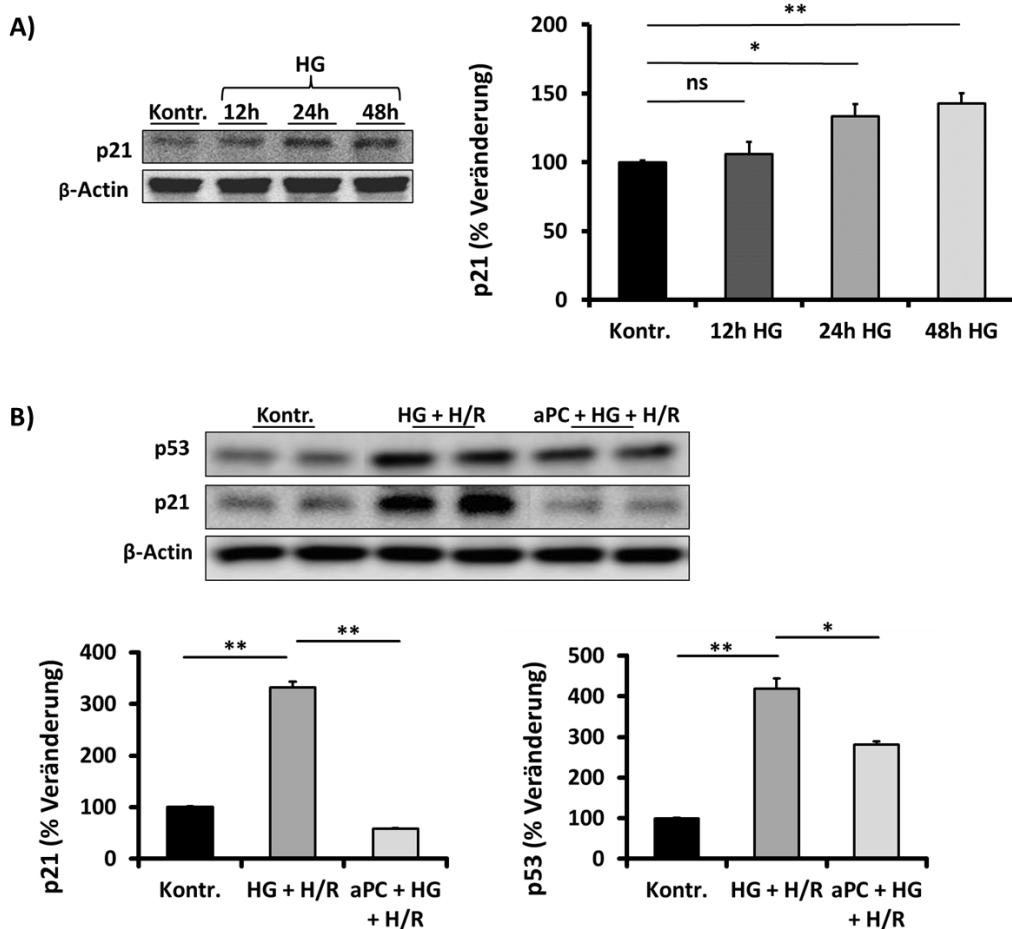 A)
HG
Kontr. 12h 24h 48h
p21
β-Actin
p21 (% Veränderung)
200
150
100
50
0
**
*
ns
Kontr. 12h HG 24h HG 48h HG
B)
Kontr. HG + H/R aPC + HG + H/R
p53
p21
β-Actin
p21 (% Veränderung)
400
300
200
100
0
** **
Kontr. HG + H/R aPC + HG
+ H/R
p53 (% Veränderung)
500
400
300
200
100
0
** *
Kontr. HG + H/R aPC + HG
+ H/R